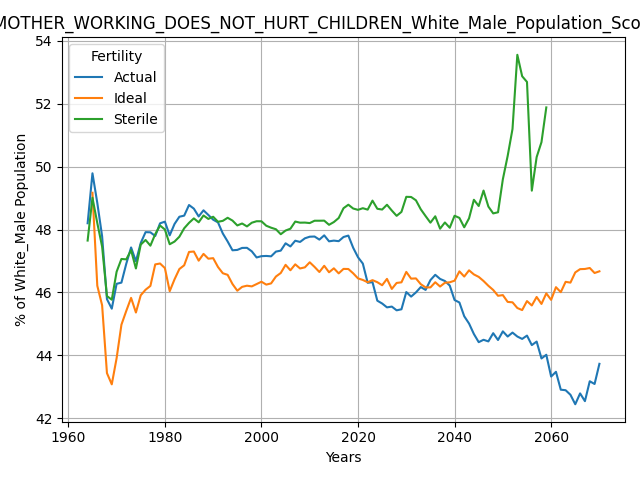 MOTHER_WORKING_DOES_NOT_HURT_CHILDREN_White_Male_Population_Sco
54
52
50
48
46
44
42
% of White_Male Population
Fertility
Actual
Ideal
Sterile
1960
1980
2000
2020
2040
2060
Years